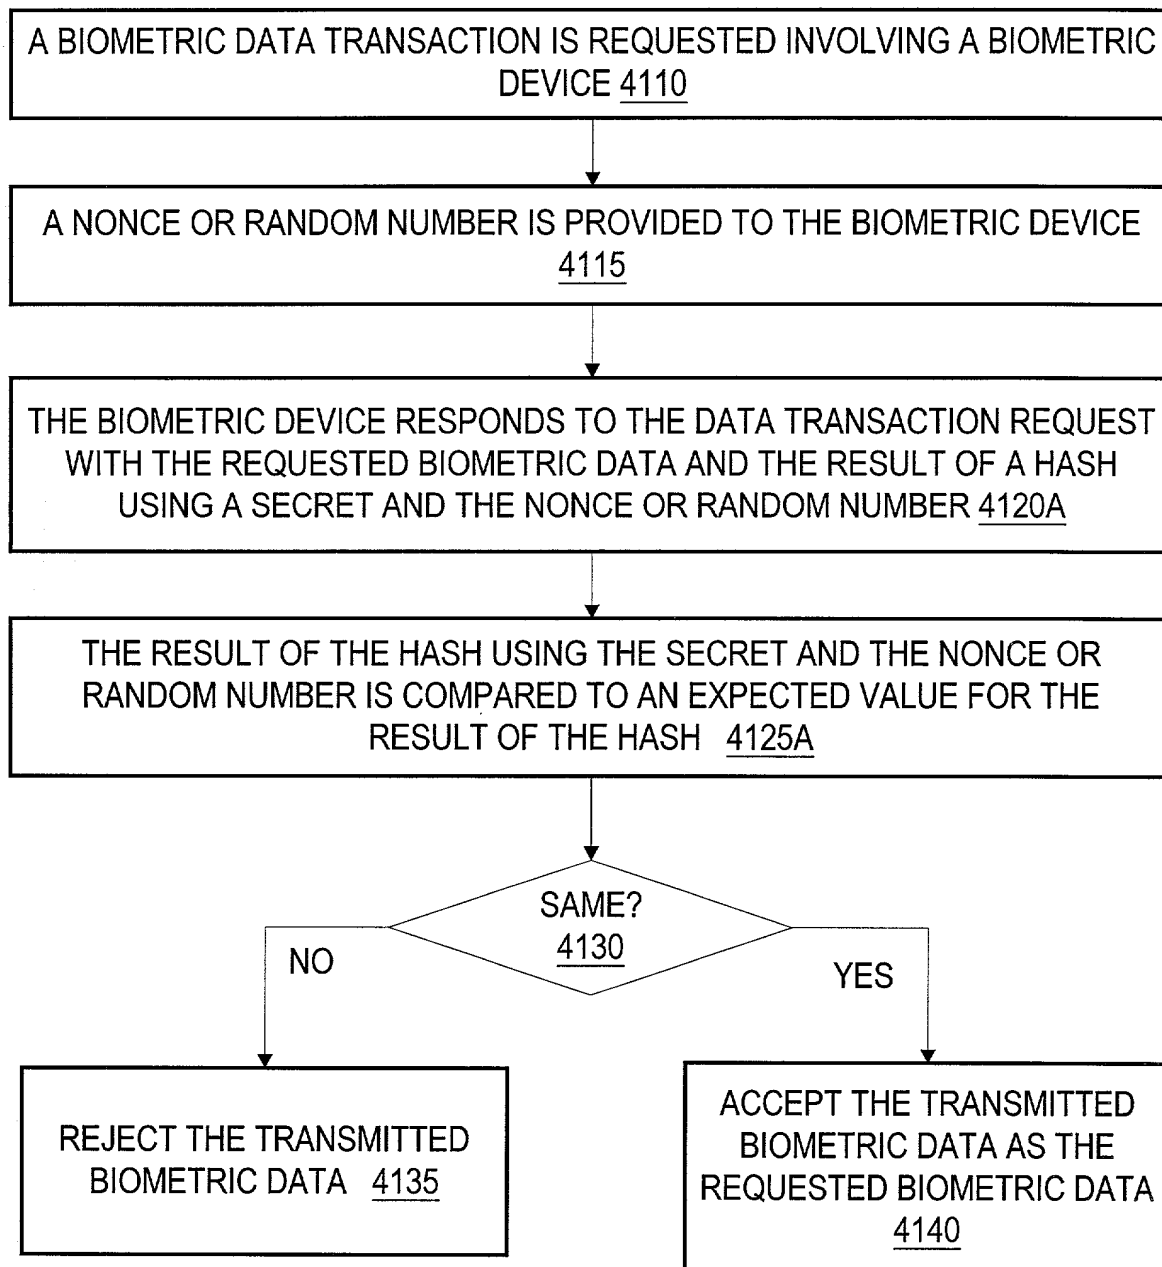 A BIOMETRIC DATA TRANSACTION IS REQUESTED INVOLVING A BIOMETRIC
DEVICE 4110
A NONCE OR RANDOM NUMBER IS PROVIDED TO THE BIOMETRIC DEVICE
4115
THE BIOMETRIC DEVICE RESPONDS TO THE DATA TRANSACTION REQUEST
WITH THE REQUESTED BIOMETRIC DATA AND THE RESULT OF A HASH
USING A SECRET AND THE NONCE OR RANDOM NUMBER 4120A
THE RESULT OF THE HASH USING THE SECRET AND THE NONCE OR
RANDOM NUMBER IS COMPARED TO AN EXPECTED VALUE FOR THE
RESULT OF THE HASH 4125A
SAME?
4130
NO
YES
REJECT THE TRANSMITTED
BIOMETRIC DATA 4135
ACCEPT THE TRANSMITTED
BIOMETRIC DATA AS THE
REQUESTED BIOMETRIC DATA
4140